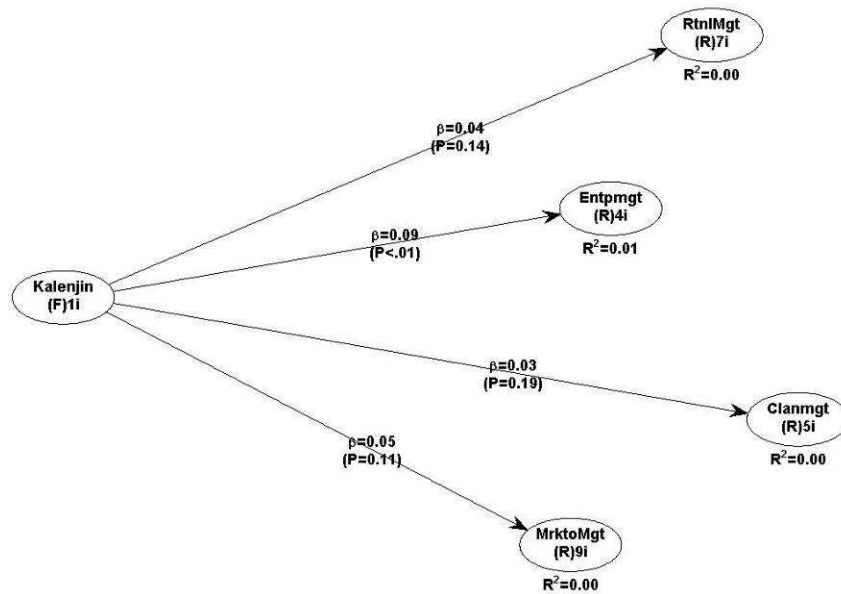 RtnlMgt
(R)7i
R²=0.00
β=0.04
(P=0.14)
Entpmgt
(R)4i
R²=0.01
β=0.09
(P<.01)
Kalenjin
(F)1i
β=0.03
(P=0.19)
Clanmgt
(R)5i
R²=0.00
β=0.05
(P=0.11)
MrktoMgt
(R)9i
R²=0.00